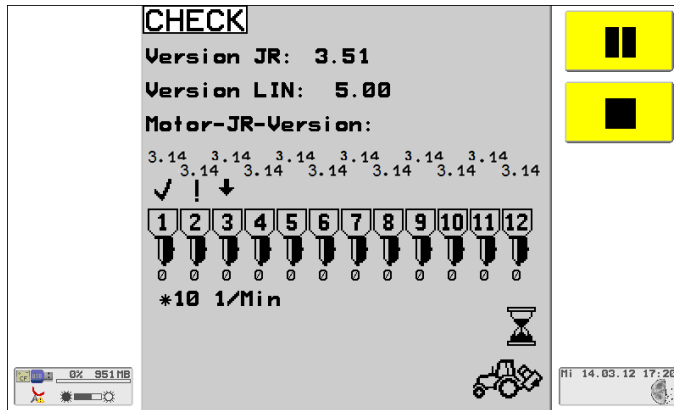 CHECK
Version JR: 3.51
Version LIN: 5.00
Motor-JR-Version:
3.14 3.14 3.14 3.14 3.14 3.14
3.14 3.14 3.14 3.14 3.14 3.14
1 2 3 4 5 6 7 8 9 10 11 12
0 0 0 0 0 0 0 0 0 0 0 0
*10 1/Min
0% 951MB
Mi 14.03.12 17:20